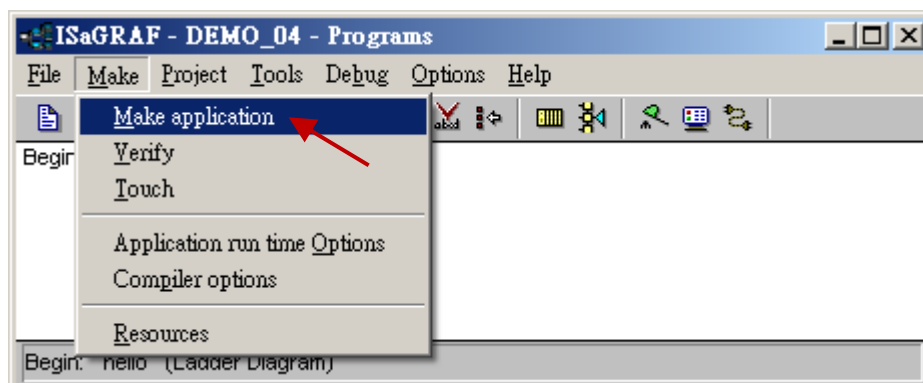 ISaGRAF - DEMO_04 - Programs
File Make Project Tools Debug Options Help
Make application
Begin
Verify
Touch
Application run time Options
Compiler options
Resources
Begin: hello (Ladder Diagram)